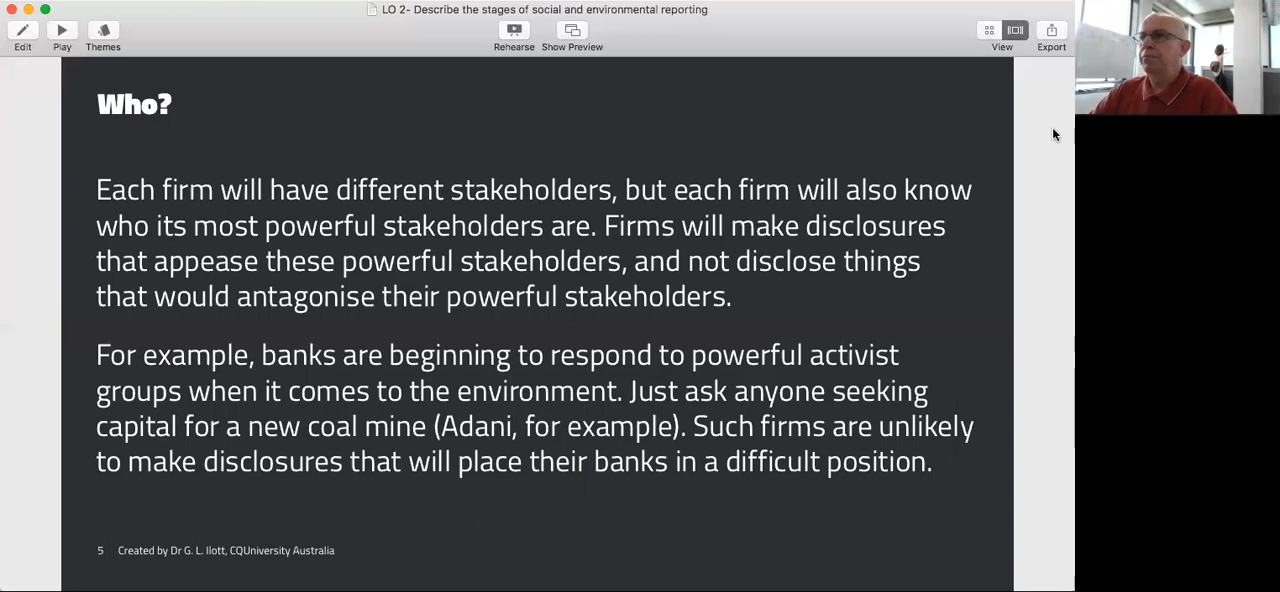 LO 2- Describe the stages of social and environmental reporting
Edit
Play
Themes
Rehearse
Show Preview
View
Export
Who?
Each firm will have different stakeholders, but each firm will also know
who its most powerful stakeholders are. Firms will make disclosures
that appease these powerful stakeholders, and not disclose things
that would antagonise their powerful stakeholders.
For example, banks are beginning to respond to powerful activist
groups when it comes to the environment. Just ask anyone seeking
capital for a new coal mine (Adani, for example). Such firms are unlikely
to make disclosures that will place their banks in a difficult position.
5 Created by Dr G. L. Ilott, CQUniversity Australia